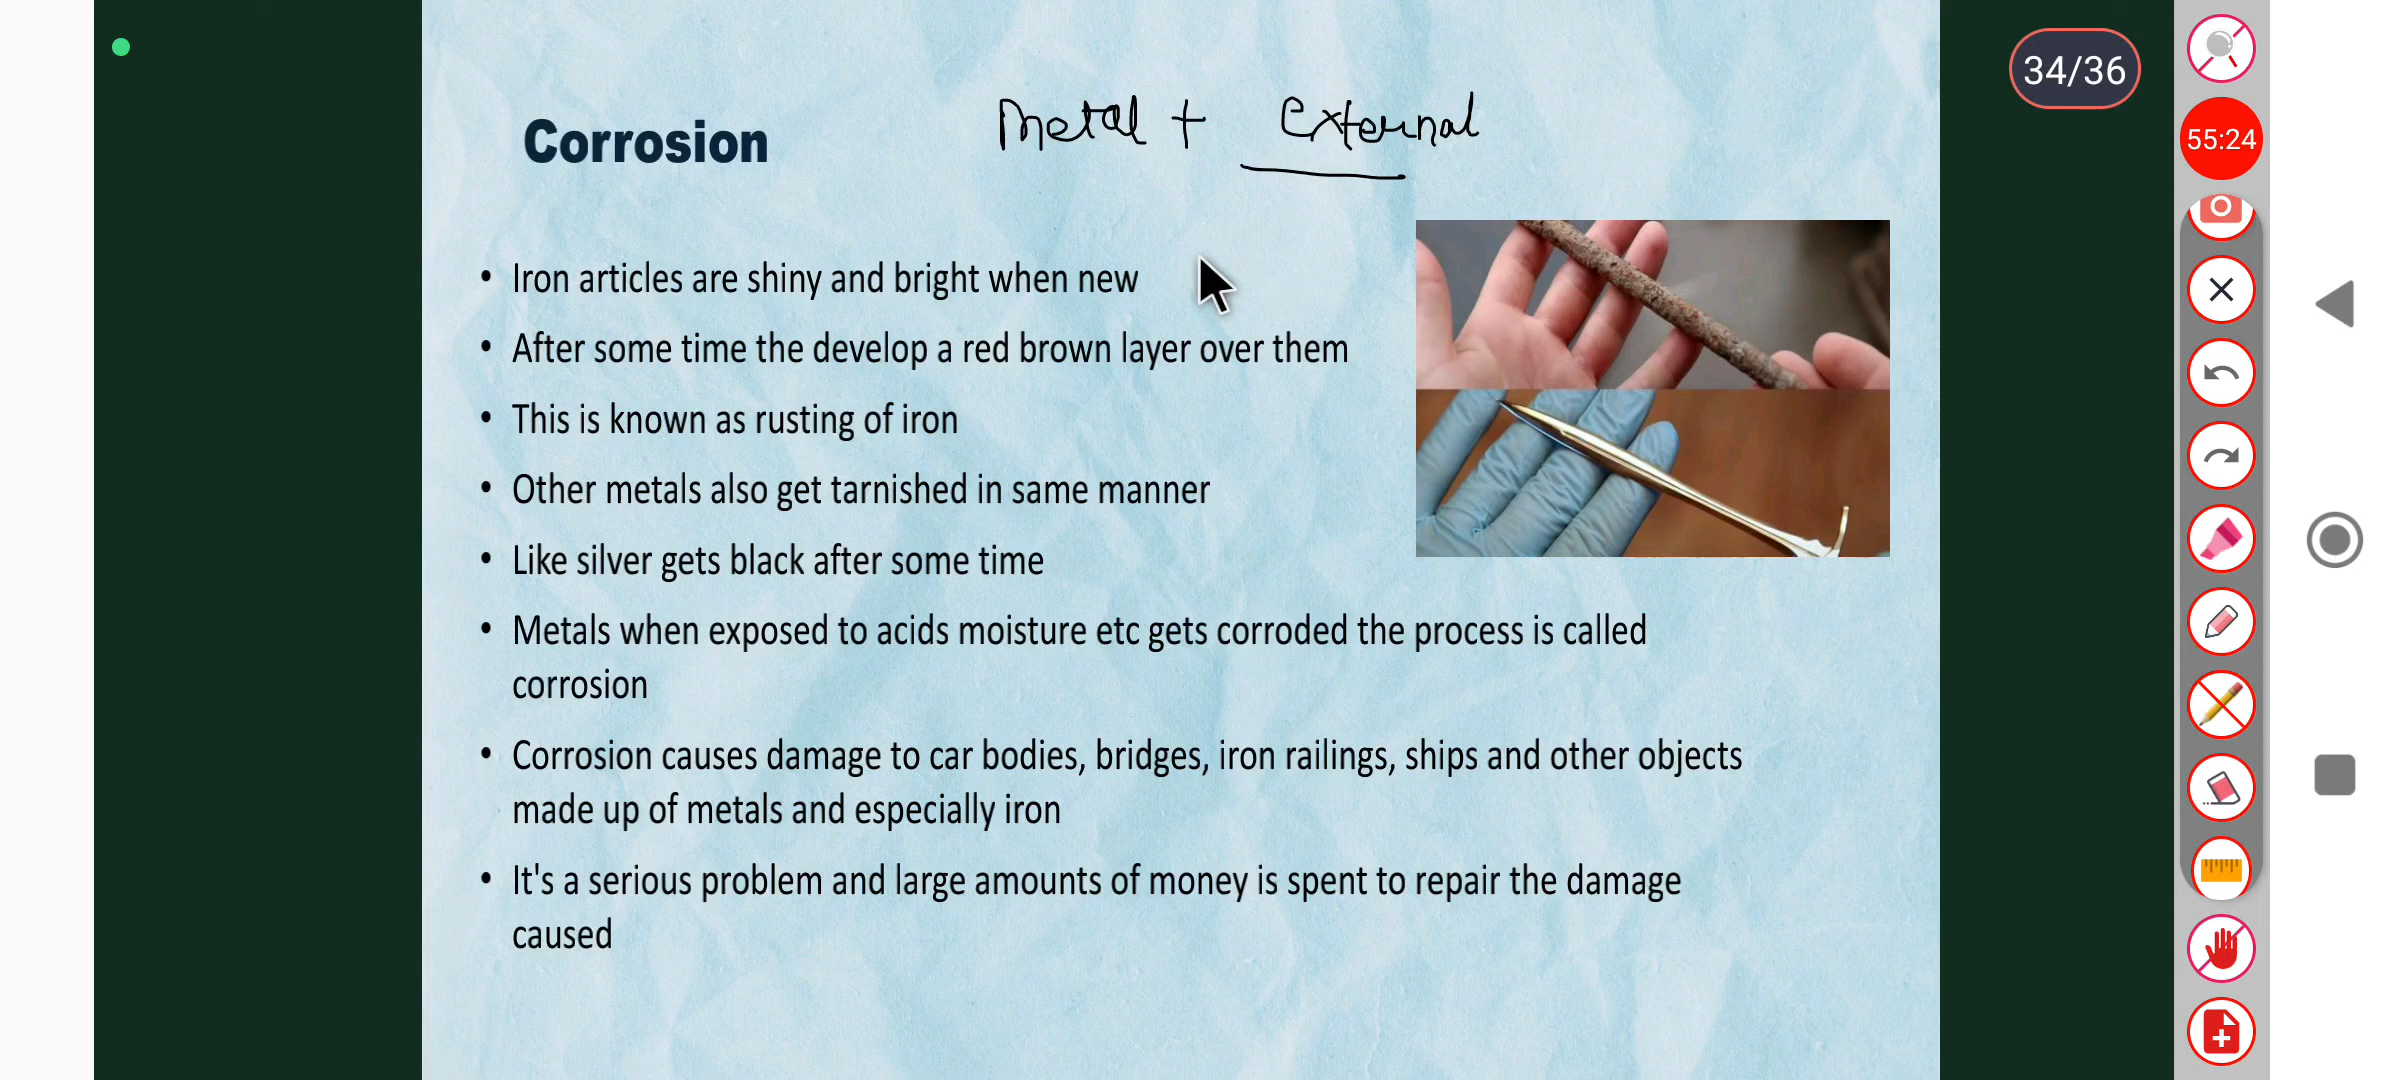 34/36
Metal + External
Corrosion
55:24
• Iron articles are shiny and bright when new
• After some time the develop a red brown layer over them
• This is known as rusting of iron
• Other metals also get tarnished in same manner
• Like silver gets black after some time
• Metals when exposed to acids moisture etc gets corroded the process is called
corrosion
• Corrosion causes damage to car bodies, bridges, iron railings, ships and other objects
made up of metals and especially iron
• It's a serious problem and large amounts of money is spent to repair the damage
caused